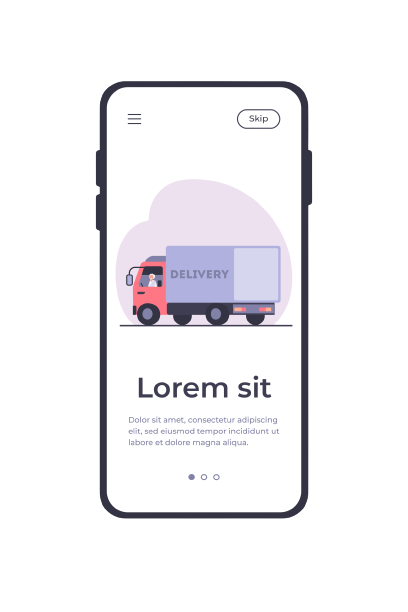 Skip
DELIVERY
Lorem sit
Dolor sit amet, consectetur adipiscing
elit, sed eiusmod tempor incididunt ut
labore et dolore magna aliqua.